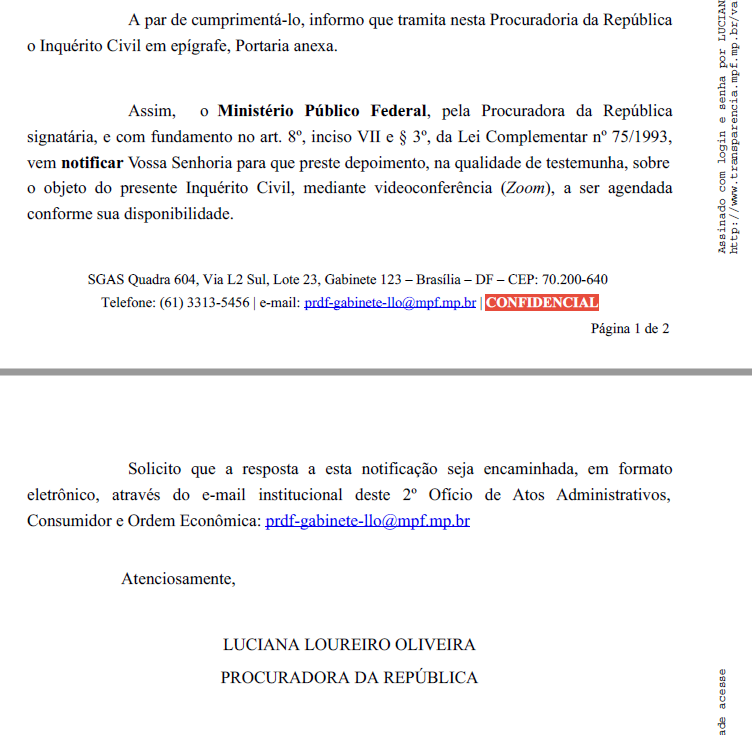 A par de cumprimentá-lo, informo que tramita nesta Procuradoria da República
o Inquérito Civil em epígrafe, Portaria anexa.
Assim, o Ministério Público Federal, pela Procuradora da República
signatária, e com fundamento no art. 8º, inciso VII e § 3º, da Lei Complementar nº 75/1993,
vem notificar Vossa Senhoria para que preste depoimento, na qualidade de testemunha, sobre
o objeto do presente Inquérito Civil, mediante videoconferência (Zoom), a ser agendada
conforme sua disponibilidade.
SGAS Quadra 604, Via L2 Sul, Lote 23, Gabinete 123 – Brasília – DF – CEP: 70.200-640
Telefone: (61) 3313-5456 | e-mail: prdf-gabinete-llo@mpf.mp.br | CONFIDENCIAL
Página 1 de 2
Assinado com login e senha por LUCIAN
http://www.transparencia.mpf.mp.br/va
Solicito que a resposta a esta notificação seja encaminhada, em formato
eletrônico, através do e-mail institucional deste 2º Ofício de Atos Administrativos,
Consumidor e Ordem Econômica: prdf-gabinete-llo@mpf.mp.br
Atenciosamente,
LUCIANA LOUREIRO OLIVEIRA
PROCURADORA DA REPÚBLICA
ade acesse